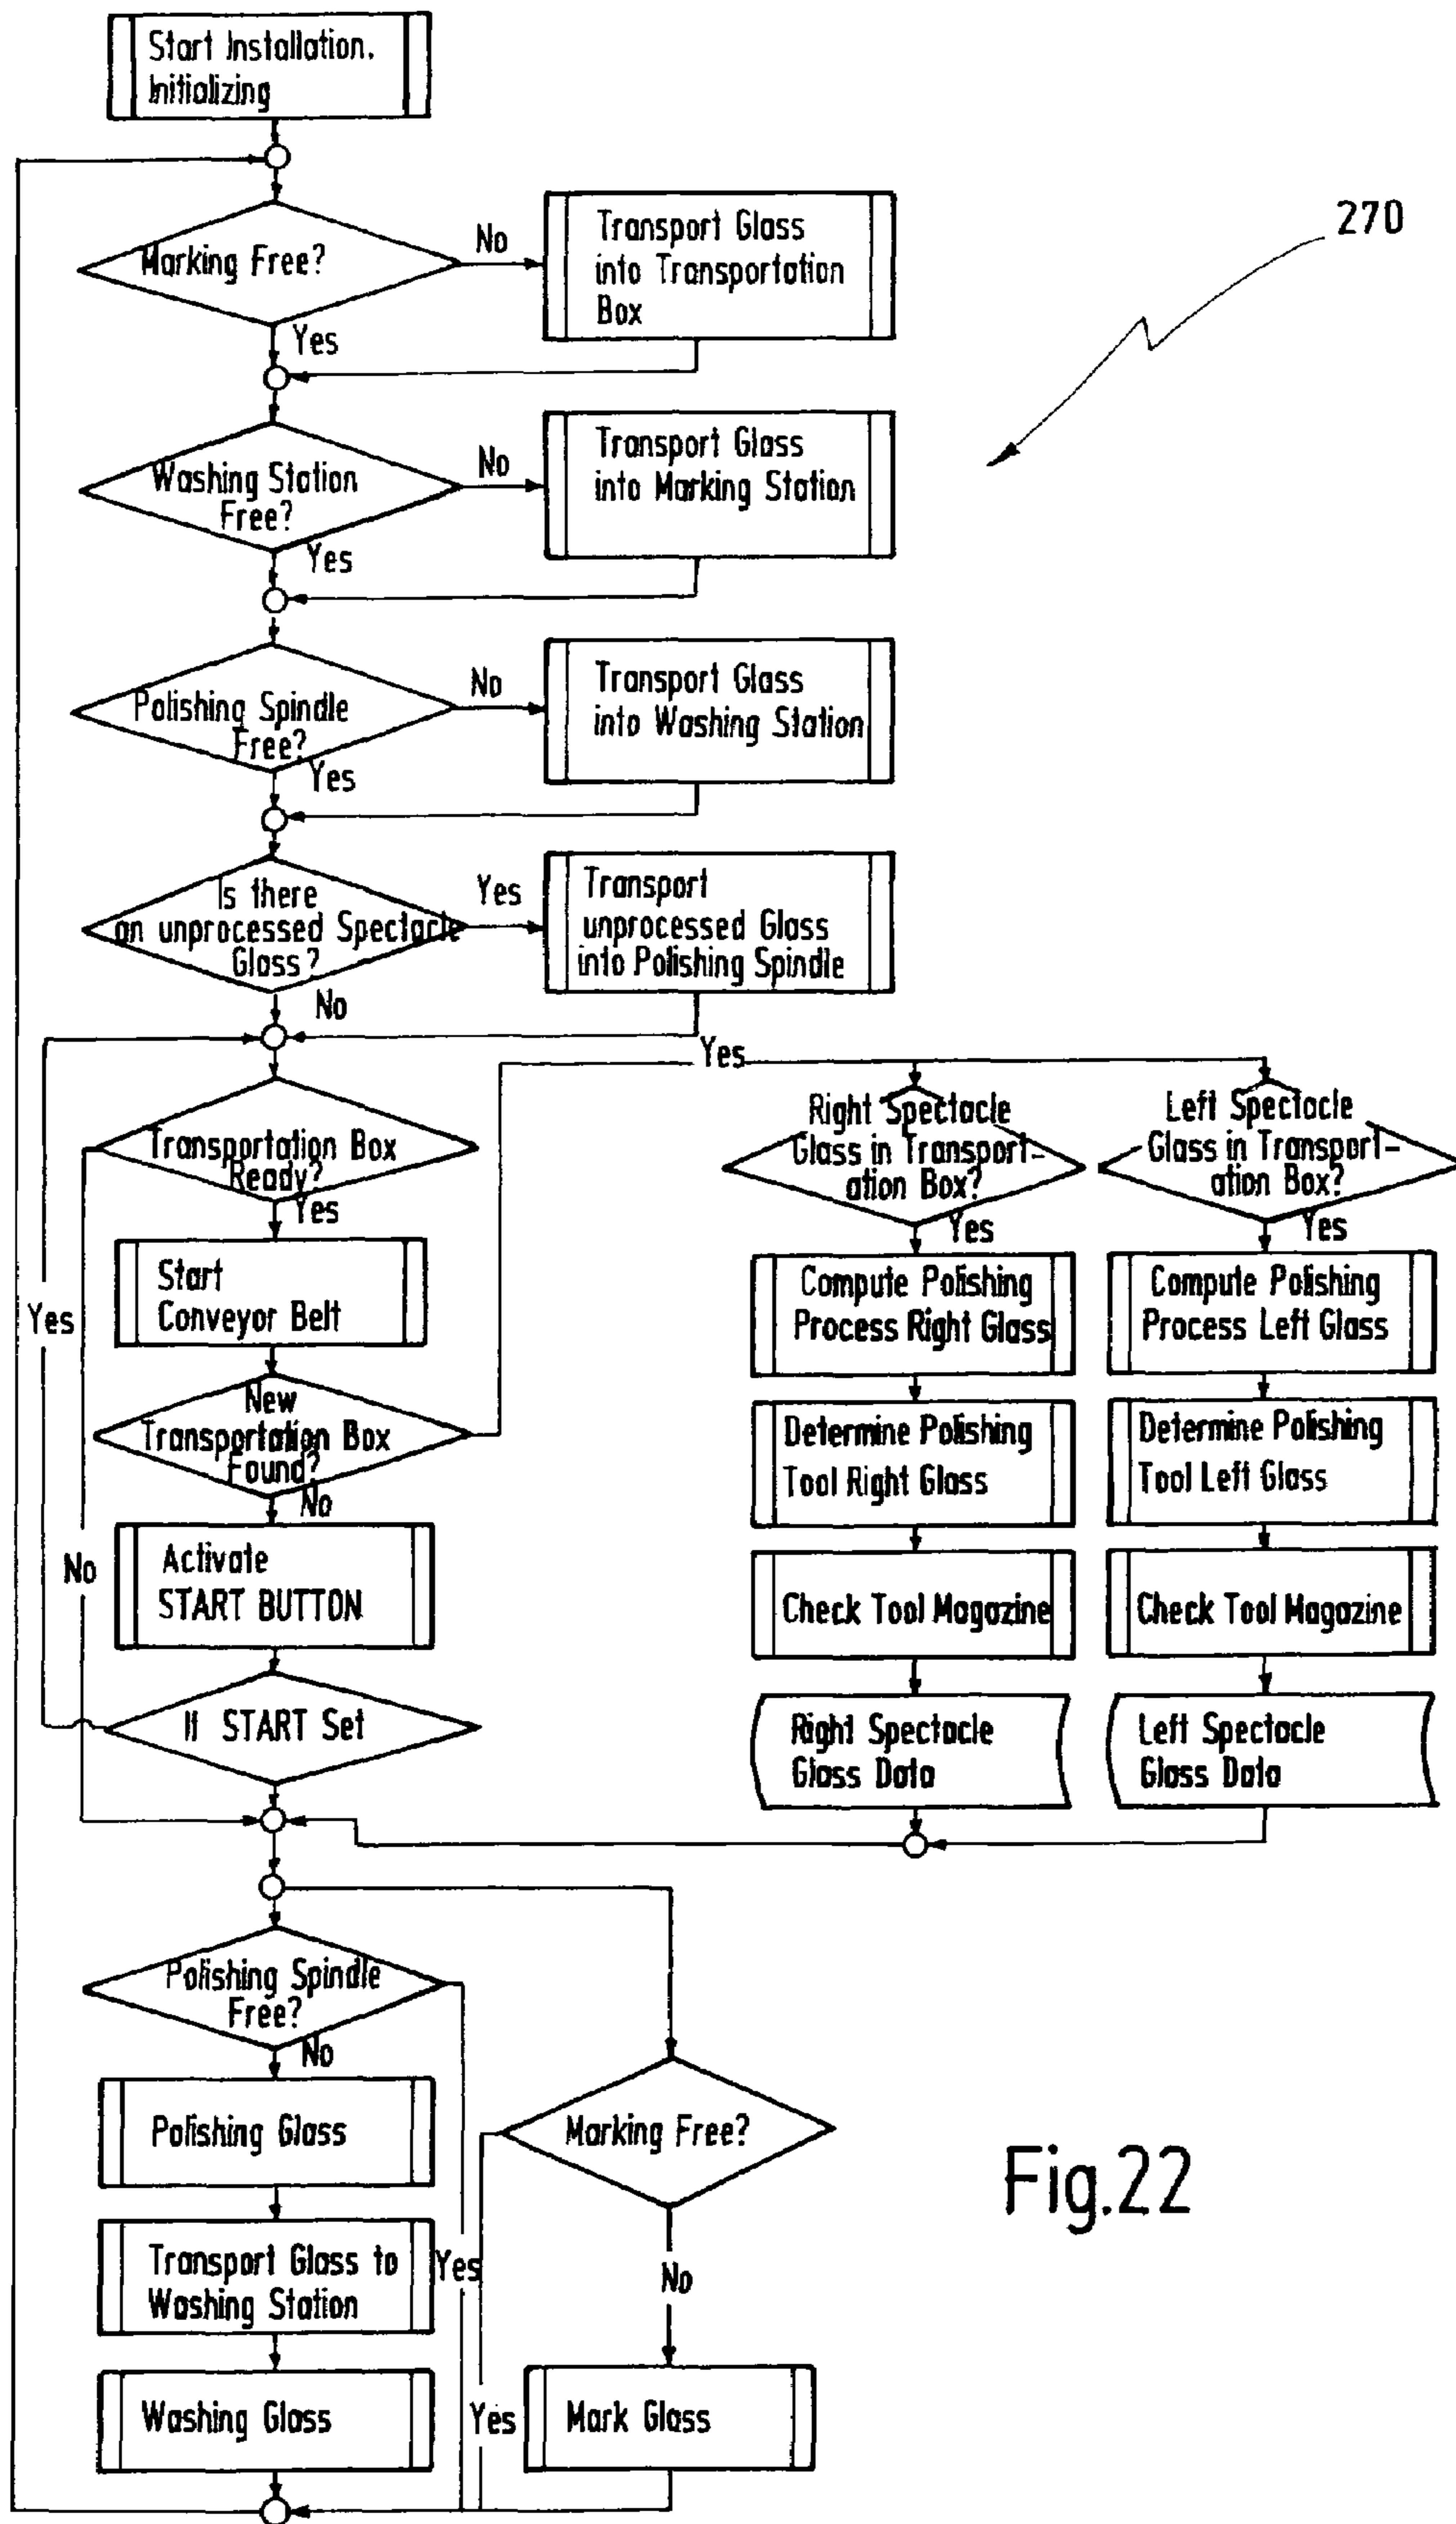 Start Installation.
Initializing
Marking Free?
No
Transport Glass
into Transportation
Box
270
Yes
Washing Station
Free?
No
Transport Glass
into Marking Station
Yes
Polishing Spindle
Free?
No
Transport Glass
into Washing Station
Yes
Is there
an unprocessed Spectacle
Glass?
Yes
Transport
unprocessed Glass
into Polishing Spindle
No
Yes
Transportation Box
Ready?
Yes
Right Spectacle
Glass in Transport-
ation Box?
Yes
Left Spectacle
Glass in Transport-
ation Box?
Yes
Start
Conveyor Belt
Yes
Compute Polishing
Process Right Glass
Compute Polishing
Process Left Glass
New
Transportation Box
Found?
No
Determine Polishing
Tool Right Glass
Determine Polishing
Tool Left Glass
No
Activate
START BUTTON
Check Tool Magazine
Check Tool Magazine
If START Set
Right Spectacle
Glass Data
Left Spectacle
Glass Data
Polishing Spindle
Free?
No
Polishing Glass
Marking Free?
Fig.22
Transport Glass to
Washing Station
Yes
No
Washing Glass
Yes
Mark Glass